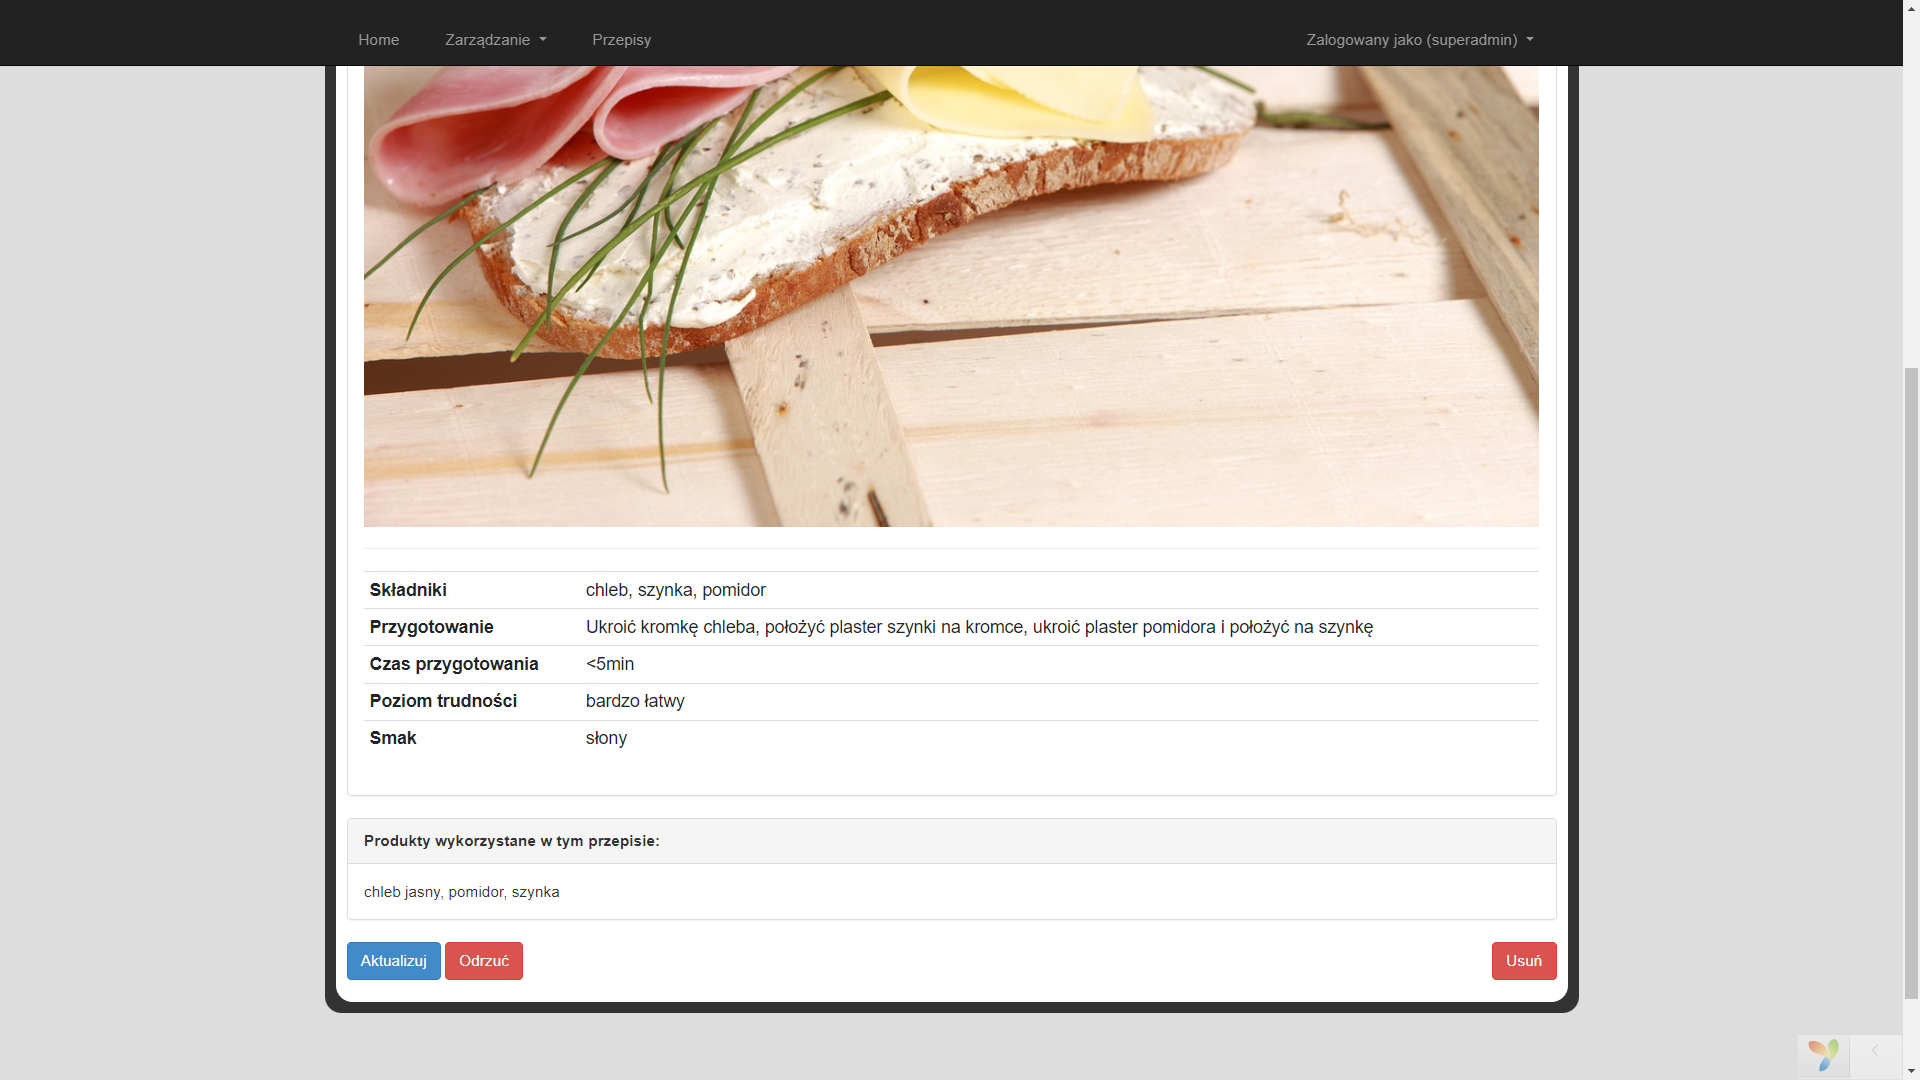 Home Zarządzanie Przepisy Zalogowany jako (superadmin)
Składniki chleb, szynka, pomidor
Przygotowanie Ukroić kromkę chleba, położyć plaster szynki na kromce, ukroić plaster pomidora i położyć na szynkę
Czas przygotowania <5min
Poziom trudności bardzo łatwy
Smak słony
Produkty wykorzystane w tym przepisie:
chleb jasny, pomidor, szynka
Aktualizuj Odrzuć Usuń